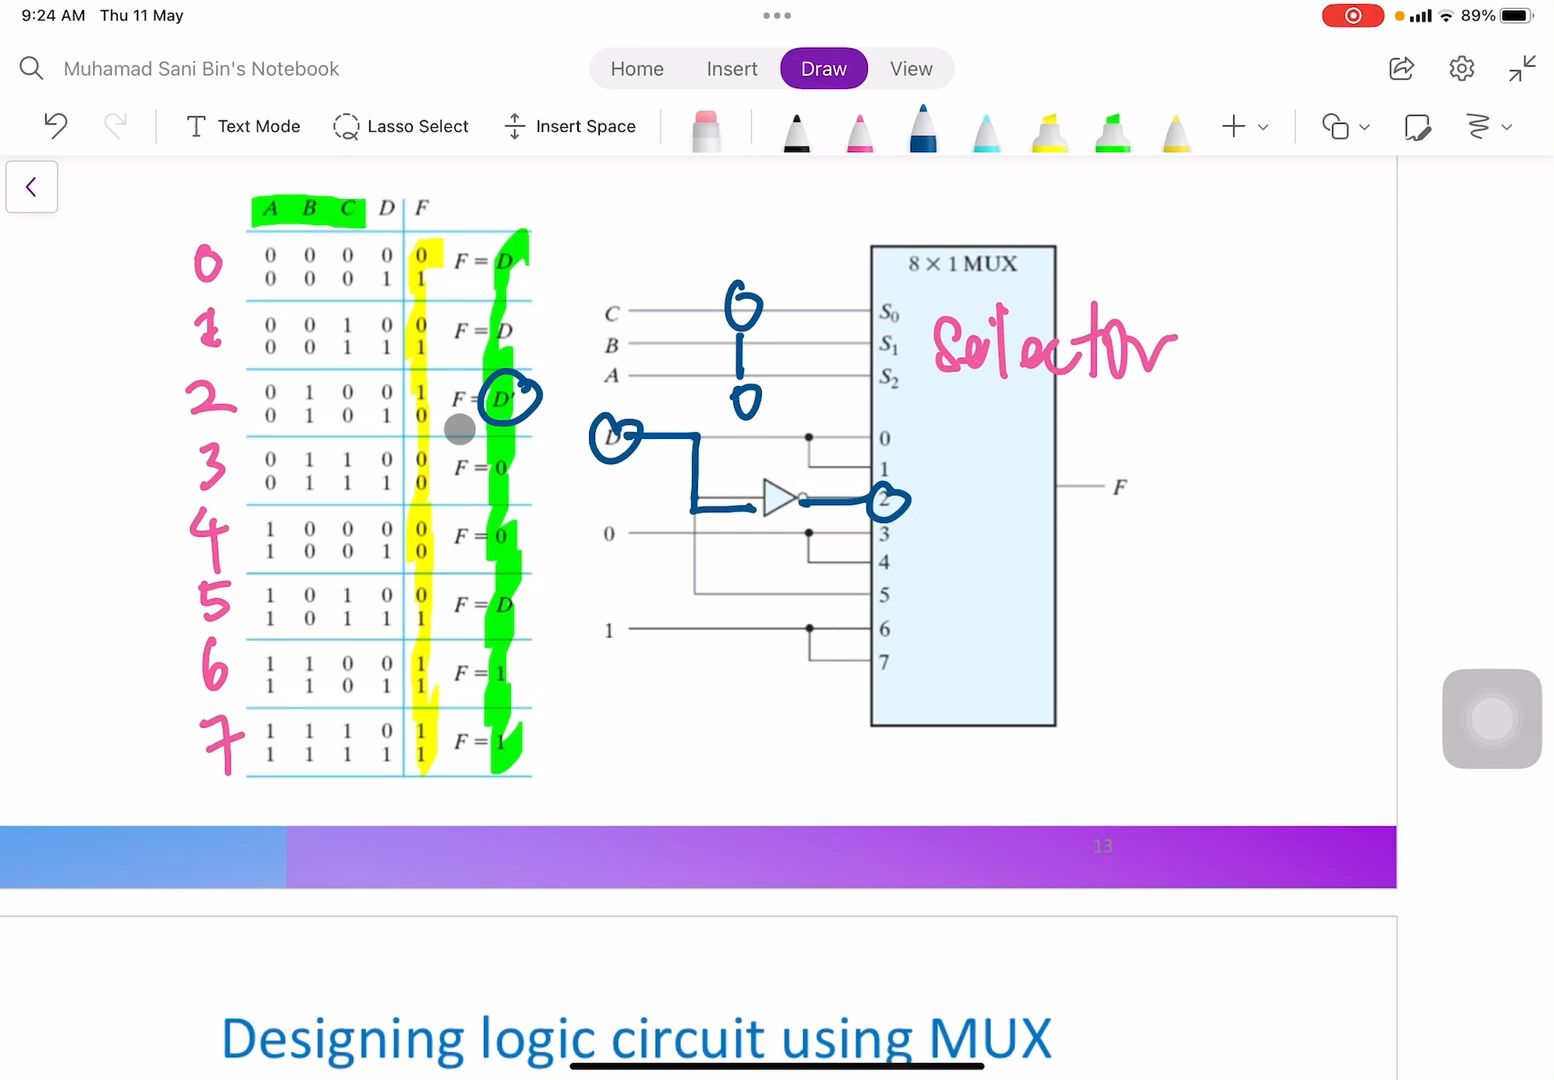 9:24 AM Thu 11 May
89%
Muhamad Sani Bin's Notebook
Home Insert Draw View
Text Mode Lasso Select Insert Space
A B C D F
0
0 0 0 0 0
0 0 0 1 1
F = D
1
0 0 1 0 0
0 0 1 1 1
F = D
2
0 1 0 0 1
0 1 0 1 0
F = D'
3
0 1 1 0 0
0 1 1 1 0
F = 0
4
1 0 0 0 0
1 0 0 1 0
F = 0
5
1 0 1 0 0
1 0 1 1 1
F = D
6
1 1 0 0 1
1 1 0 1 1
F = 1
7
1 1 1 0 1
1 1 1 1 1
F = 1
8 × 1 MUX
C 0 S0
B 1 S1
A 0 S2
Selector
D 0
1
2
F
0 3
4
5
1 6
7
13
Designing logic circuit using MUX